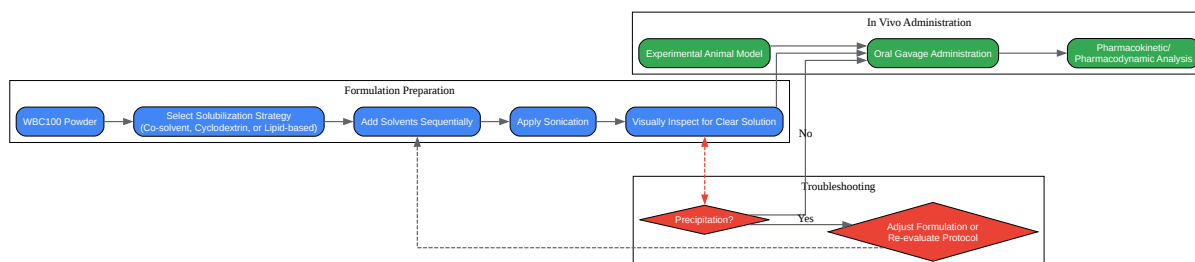 In Vivo Administration
Experimental Animal Model
Oral Gavage Administration
Pharmacokinetic/
Pharmacodynamic Analysis
Formulation Preparation
WBC100 Powder
Select Solubilization Strategy
(Co-solvent, Cyclodextrin, or Lipid-based)
Add Solvents Sequentially
Apply Sonication
Visually Inspect for Clear Solution
No
Troubleshooting
Precipitation?
Yes
Adjust Formulation or
Re-evaluate Protocol